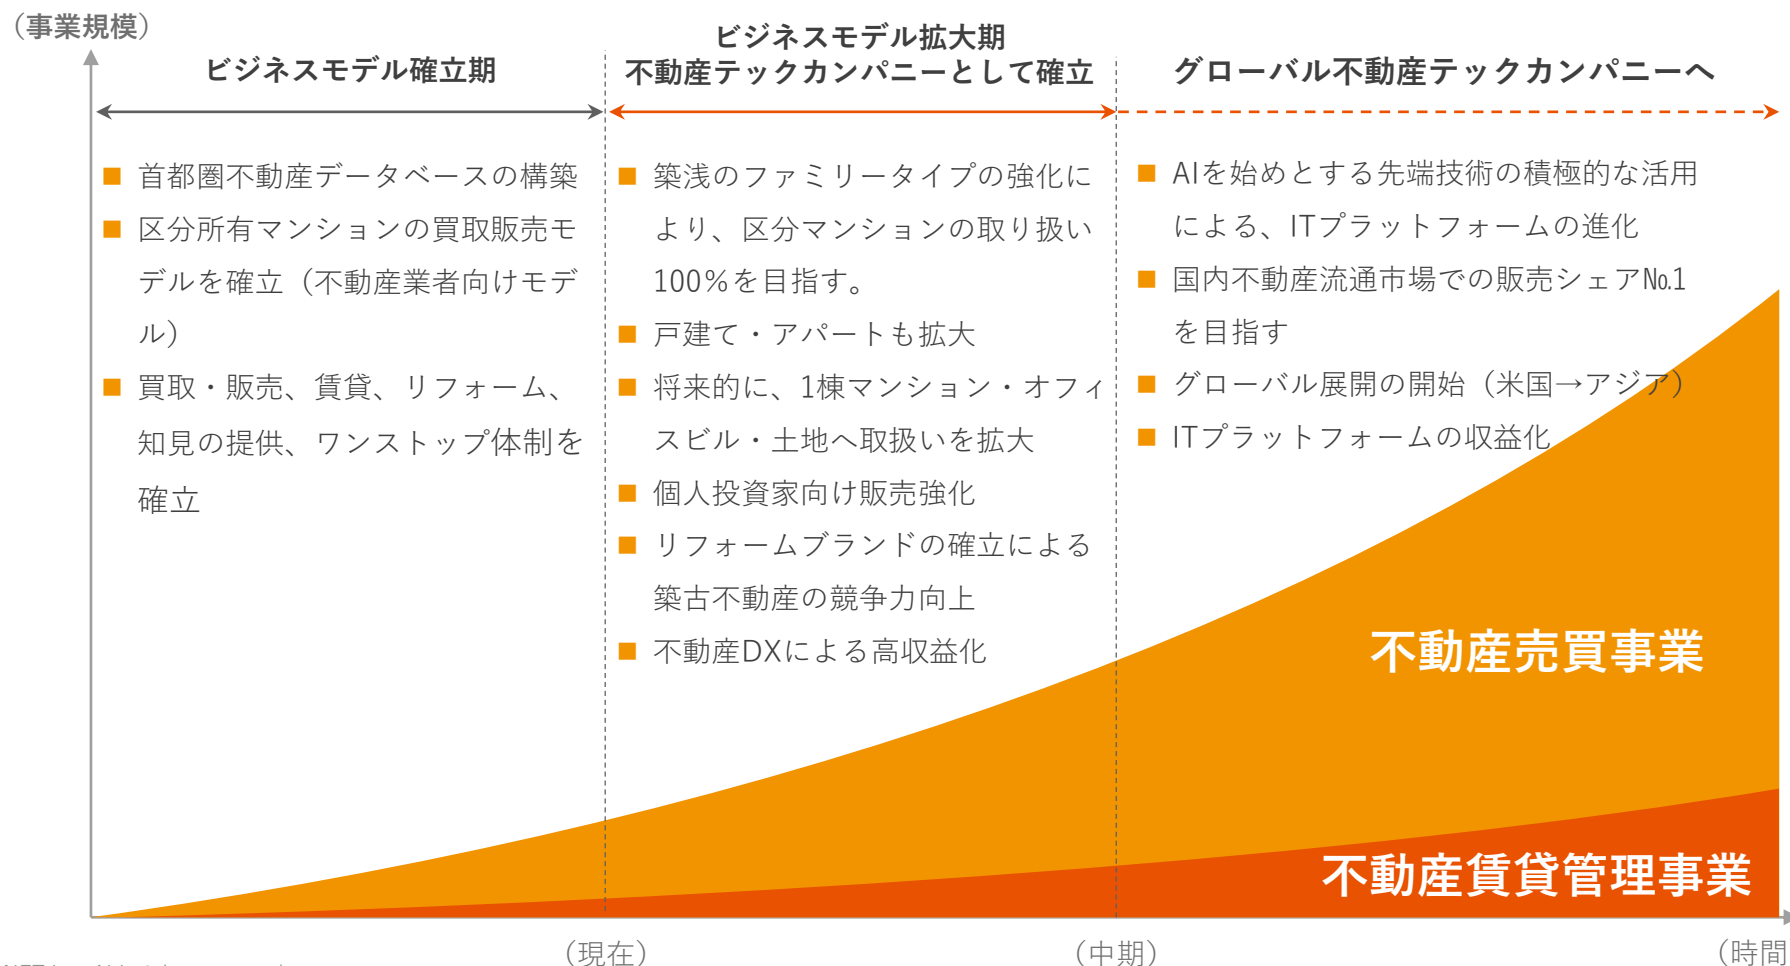 （事業規模）
ビジネスモデル確立期
ビジネスモデル拡大期
不動産テックカンパニーとして確立
グローバル不動産テックカンパニーへ
■ 首都圏不動産データベースの構築
■ 区分所有マンションの買取販売モ
デルを確立（不動産業者向けモデ
ル）
■ 買取・販売、賃貸、リフォーム、
知見の提供、ワンストップ体制を
確立
■ 築浅のファミリータイプの強化に
より、区分マンションの取り扱い
100％を目指す。
■ 戸建て・アパートも拡大
■ 将来的に、1棟マンション・オフィ
スビル・土地へ取扱いを拡大
■ 個人投資家向け販売強化
■ リフォームブランドの確立による
築古不動産の競争力向上
■ 不動産DXによる高収益化
■ AIを始めとする先端技術の積極的な活用
による、ITプラットフォームの進化
■ 国内不動産流通市場での販売シェア№1
を目指す
■ グローバル展開の開始（米国→アジア）
■ ITプラットフォームの収益化
不動産売買事業
不動産賃貸管理事業
（現在）
（中期）
（時間